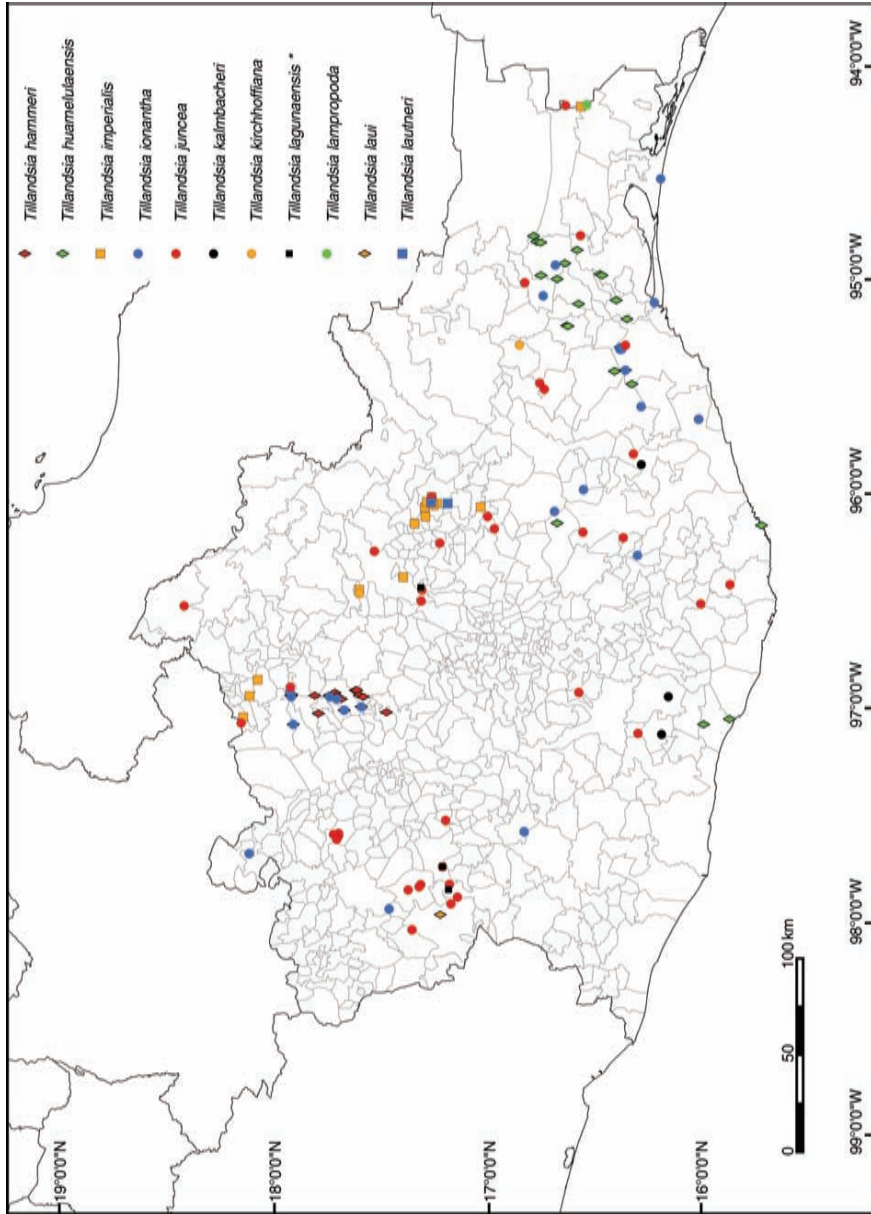 Tillandsia hammeri
Tillandsia huamelulaensis
Tillandsia imperialis
Tillandsia ionantha
Tillandsia juncea
Tillandsia kalmbacheri
Tillandsia kirchhoffiana
Tillandsia lagunaensis *
Tillandsia lampropoda
Tillandsia laui
Tillandsia lautneri
19°0'0"N
18°0'0"N
17°0'0"N
16°0'0"N
0 50 100 km
99°0'0"W 98°0'0"W 97°0'0"W 96°0'0"W 95°0'0"W 94°0'0"W